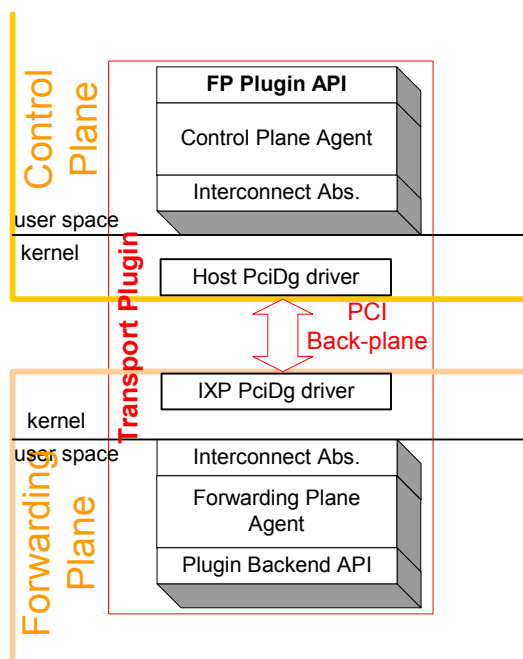 Control
Plane
FP Plugin API
Control Plane Agent
Interconnect Abs.
user space
kernel
Transport Plugin
Host PciDg driver
PCI
Back-plane
IXP PciDg driver
kernel
user space
Forwarding
Plane
Interconnect Abs.
Forwarding Plane
Agent
Plugin Backend API